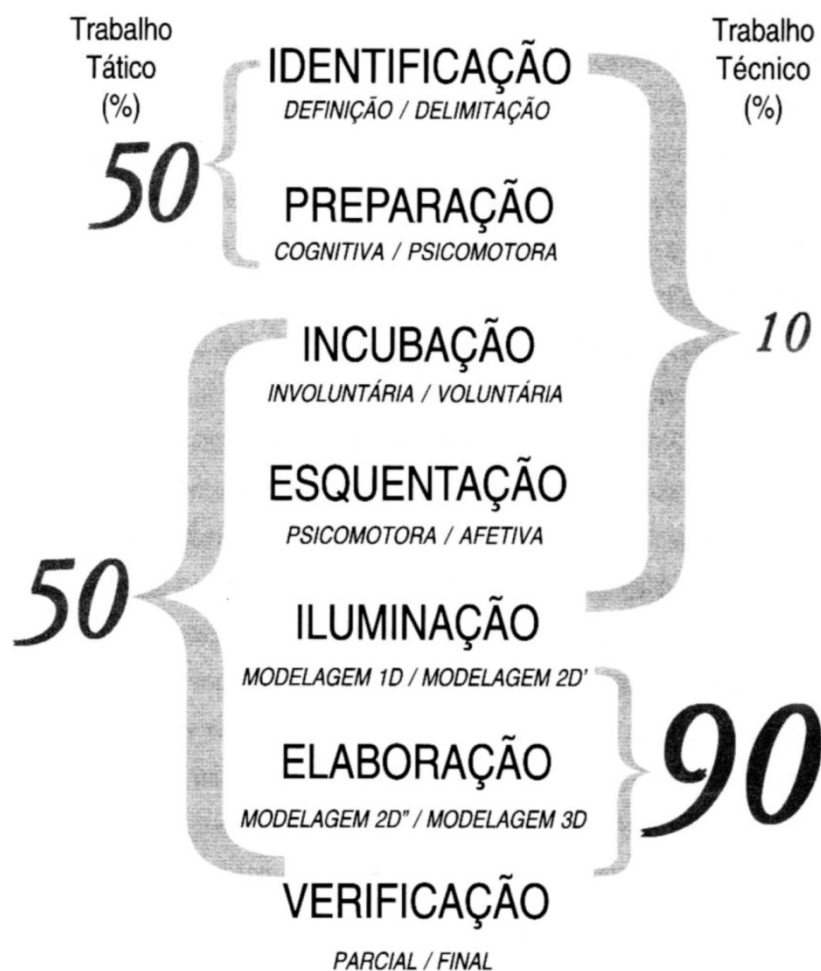 Trabalho
Tático
(%)
50
IDENTIFICAÇÃO
DEFINIÇÃO / DELIMITAÇÃO
Trabalho
Técnico
(%)
PREPARAÇÃO
COGNITIVA / PSICOMOTORA
INCUBAÇÃO
INVOLUNTÁRIA / VOLUNTÁRIA
10
ESQUENTAÇÃO
PSICOMOTORA / AFETIVA
50
ILUMINAÇÃO
MODELAGEM 1D / MODELAGEM 2D'
ELABORAÇÃO
MODELAGEM 2D" / MODELAGEM 3D
90
VERIFICAÇÃO
PARCIAL / FINAL